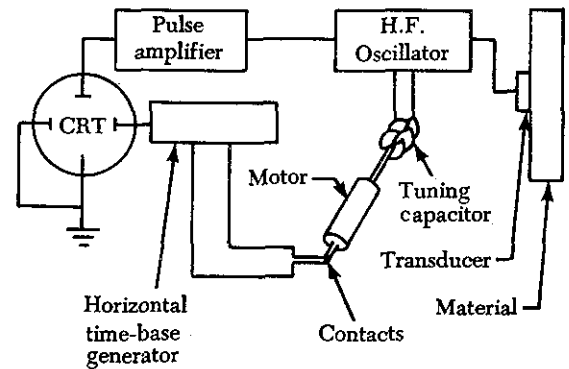 Pulse
amplifier
H.F.
Oscillator
CRT
Motor
Tuning
capacitor
Transducer
Material
Horizontal
time-base
generator
Contacts